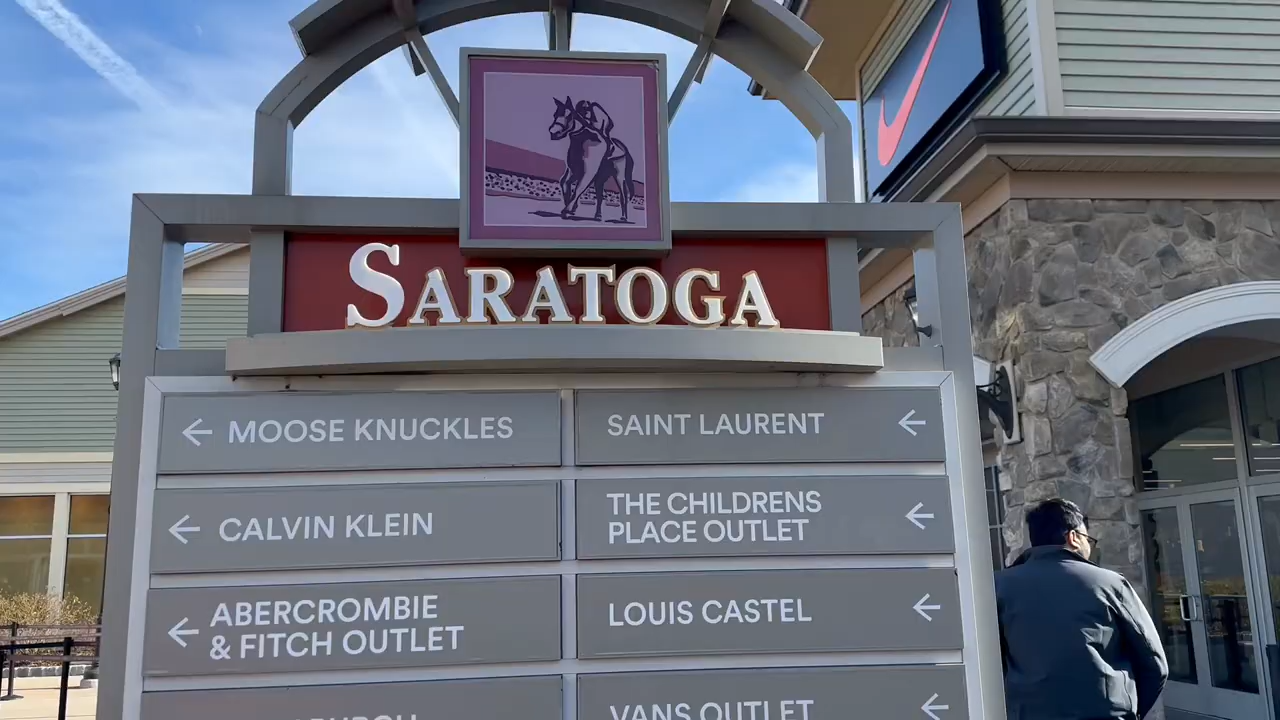 SARATOGA
← MOOSE KNUCKLES
SAINT LAURENT ←
← CALVIN KLEIN
THE CHILDRENS
PLACE OUTLET ←
← ABERCROMBIE
& FITCH OUTLET
LOUIS CASTEL ←
VANS OUTLET ←